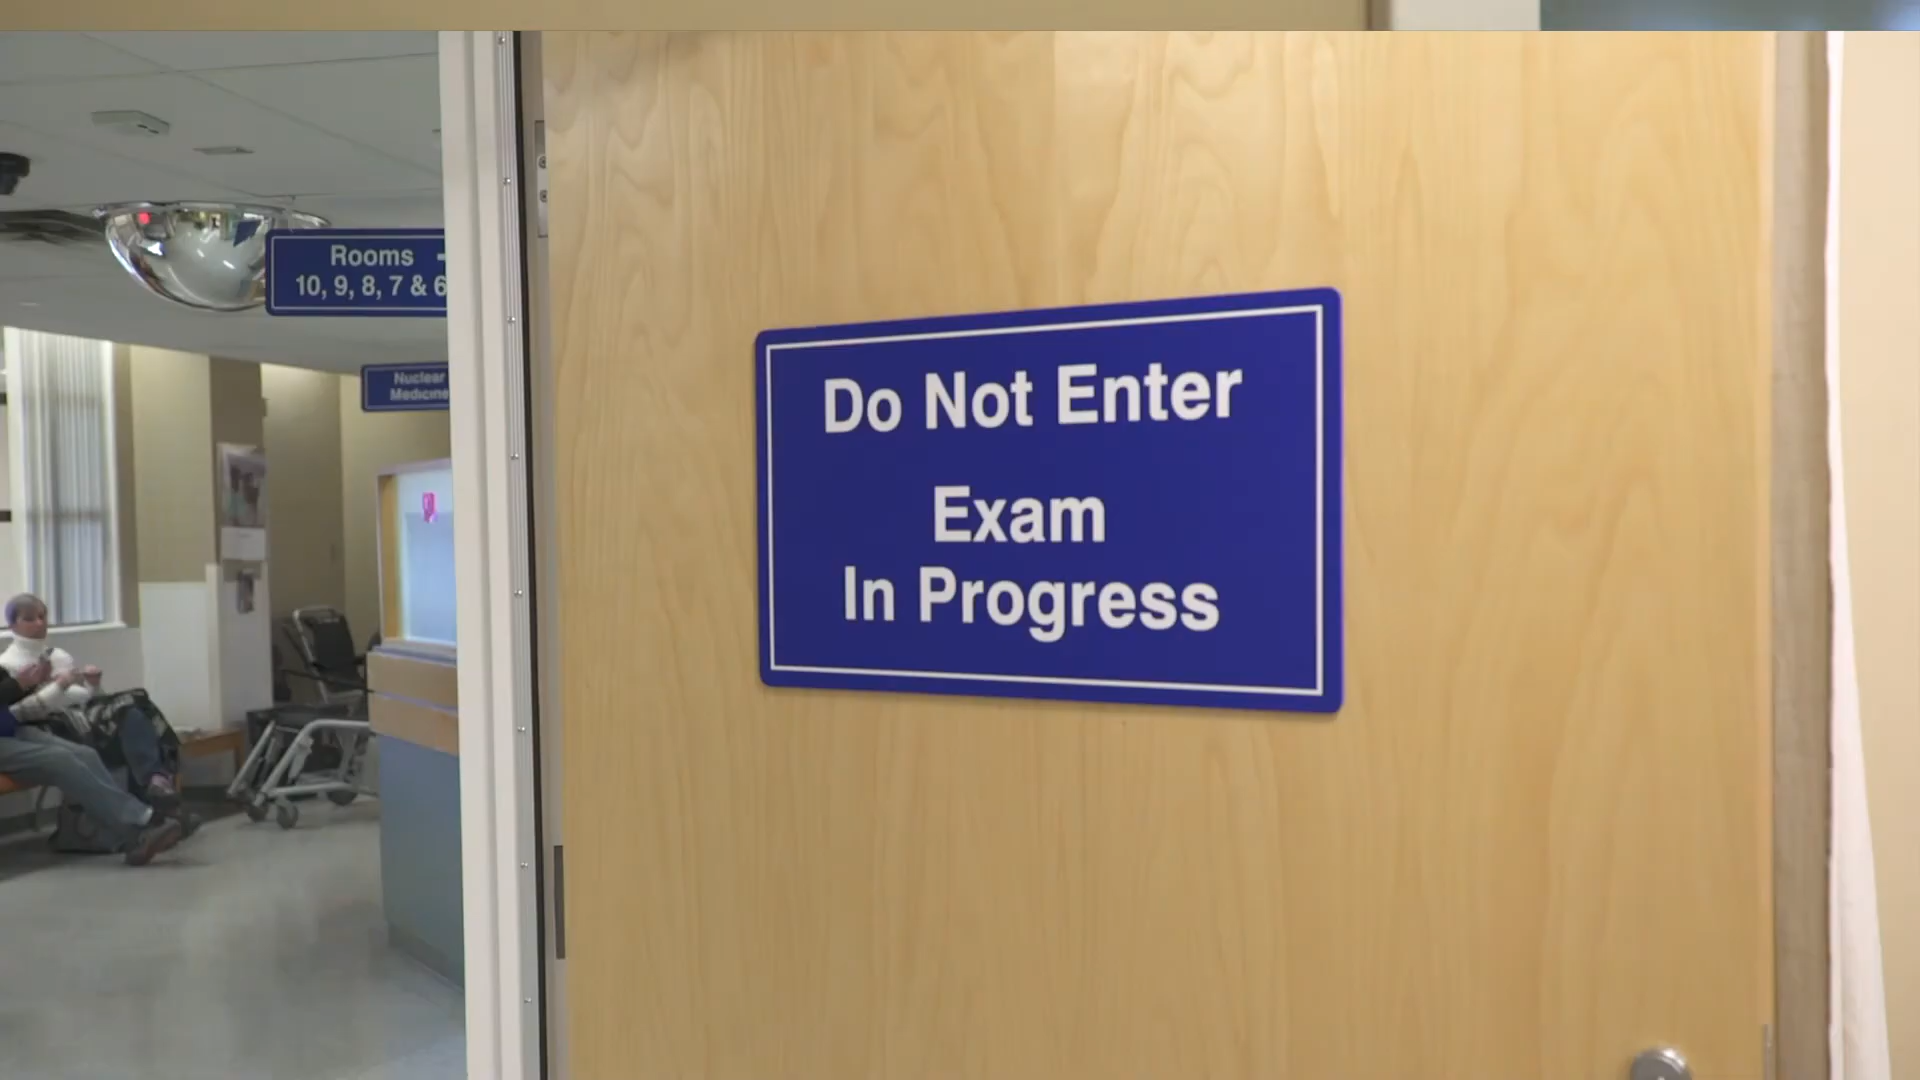 Rooms
10, 9, 8, 7 & 6
Nuclear
Medicine
Do Not Enter
Exam
In Progress